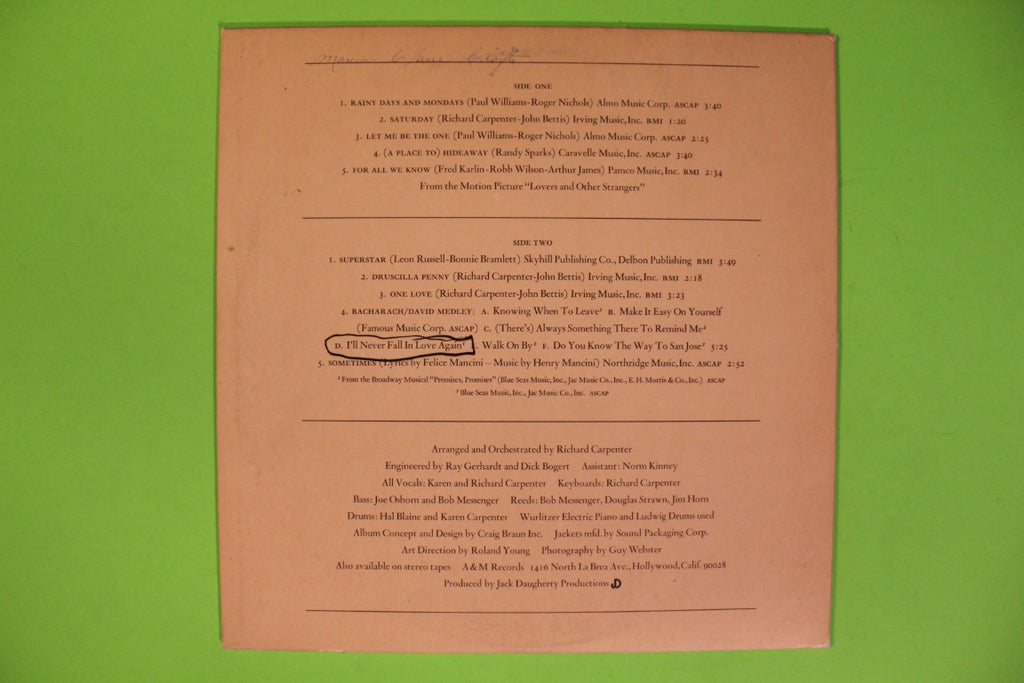 SIDE ONE
1. RAINY DAYS AND MONDAYS (Paul Williams-Roger Nichols) Almo Music Corp. ASCAP 3:40
2. SATURDAY (Richard Carpenter-John Bettis) Irving Music, Inc. BMI 1:20
3. LET ME BE THE ONE (Paul Williams-Roger Nichols) Almo Music Corp. ASCAP 2:25
4. (A PLACE TO) HIDEAWAY (Randy Sparks) Caravelle Music, Inc. ASCAP 3:40
5. FOR ALL WE KNOW (Fred Karlin-Robb Wilson-Arthur James) Pamco Music, Inc. BMI 2:34
From the Motion Picture "Lovers and Other Strangers"
SIDE TWO
1. SUPERSTAR (Leon Russell-Bonnie Bramlett) Skyhill Publishing Co., Delbon Publishing BMI 3:49
2. DRUSCILLA PENNY (Richard Carpenter-John Bettis) Irving Music, Inc. BMI 2:18
3. ONE LOVE (Richard Carpenter-John Bettis) Irving Music, Inc. BMI 3:23
4. BACHARACH/DAVID MEDLEY: A. Knowing When To Leave¹ B. Make It Easy On Yourself
(Famous Music Corp. ASCAP) C. (There's) Always Something There To Remind Me²
D. I'll Never Fall In Love Again¹ Walk On By² F. Do You Know The Way To San Jose² 5:25
5. SOMETIMES (Lyrics by Felice Mancini – Music by Henry Mancini) Northridge Music, Inc. ASCAP 2:52
¹ From the Broadway Musical "Promises, Promises" (Blue Seas Music, Inc., Jac Music Co., Inc., E. H. Morris & Co., Inc.) ASCAP
² Blue Seas Music, Inc., Jac Music Co., Inc. ASCAP
Arranged and Orchestrated by Richard Carpenter
Engineered by Ray Gerhardt and Dick Bogert Assistant: Norm Kinney
All Vocals: Karen and Richard Carpenter Keyboards: Richard Carpenter
Bass: Joe Osborn and Bob Messenger Reeds: Bob Messenger, Douglas Strawn, Jim Horn
Drums: Hal Blaine and Karen Carpenter Wurlitzer Electric Piano and Ludwig Drums used
Album Concept and Design by Craig Braun Inc. Jackets mfd. by Sound Packaging Corp.
Art Direction by Roland Young Photography by Guy Webster
Also available on stereo tapes A&M Records 1416 North La Brea Ave., Hollywood, Calif. 90028
Produced by Jack Daugherty Productions JD